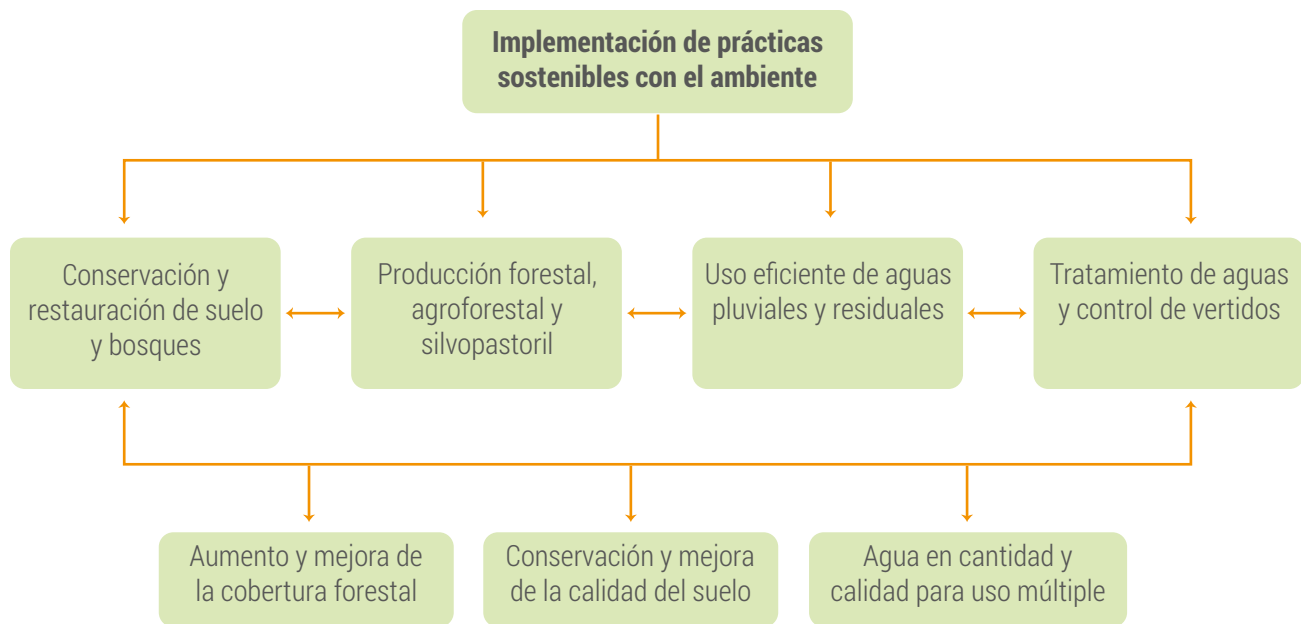 Implementación de prácticas
sostenibles con el ambiente
Conservación y
restauración de suelo
y bosques
Producción forestal,
agroforestal y
silvopastoril
Uso eficiente de aguas
pluviales y residuales
Tratamiento de aguas
y control de vertidos
Aumento y mejora de
la cobertura forestal
Conservación y mejora
de la calidad del suelo
Agua en cantidad y
calidad para uso múltiple